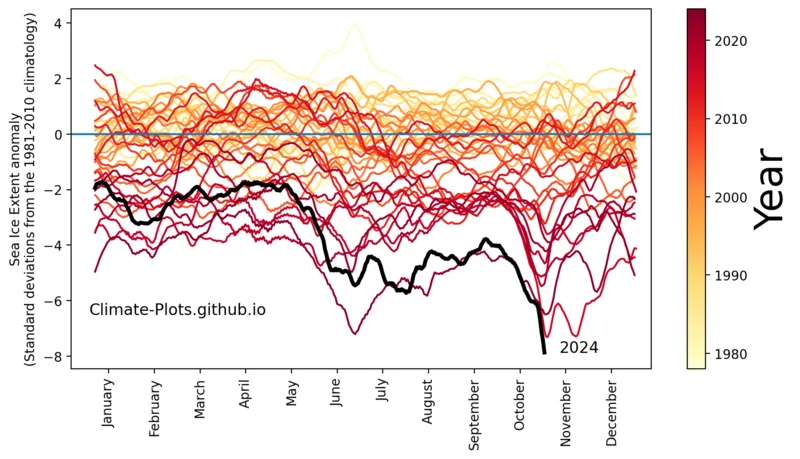 Sea Ice Extent anomaly
(Standard deviations from the 1981-2010 climatology)
4
2
0
−2
−4
−6
−8
Climate-Plots.github.io
2024
January
February
March
April
May
June
July
August
September
October
November
December
2020
2010
2000
1990
1980
Year